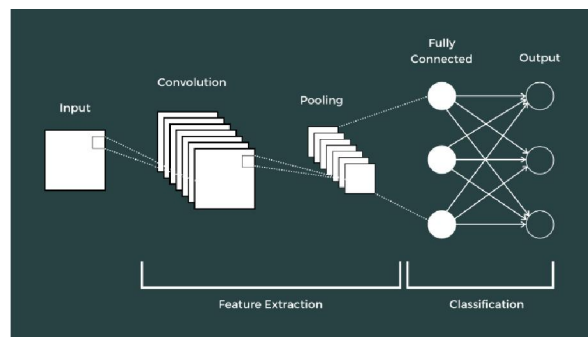 Fully
Connected
Output
Convolution
Pooling
Input
Feature Extraction
Classification